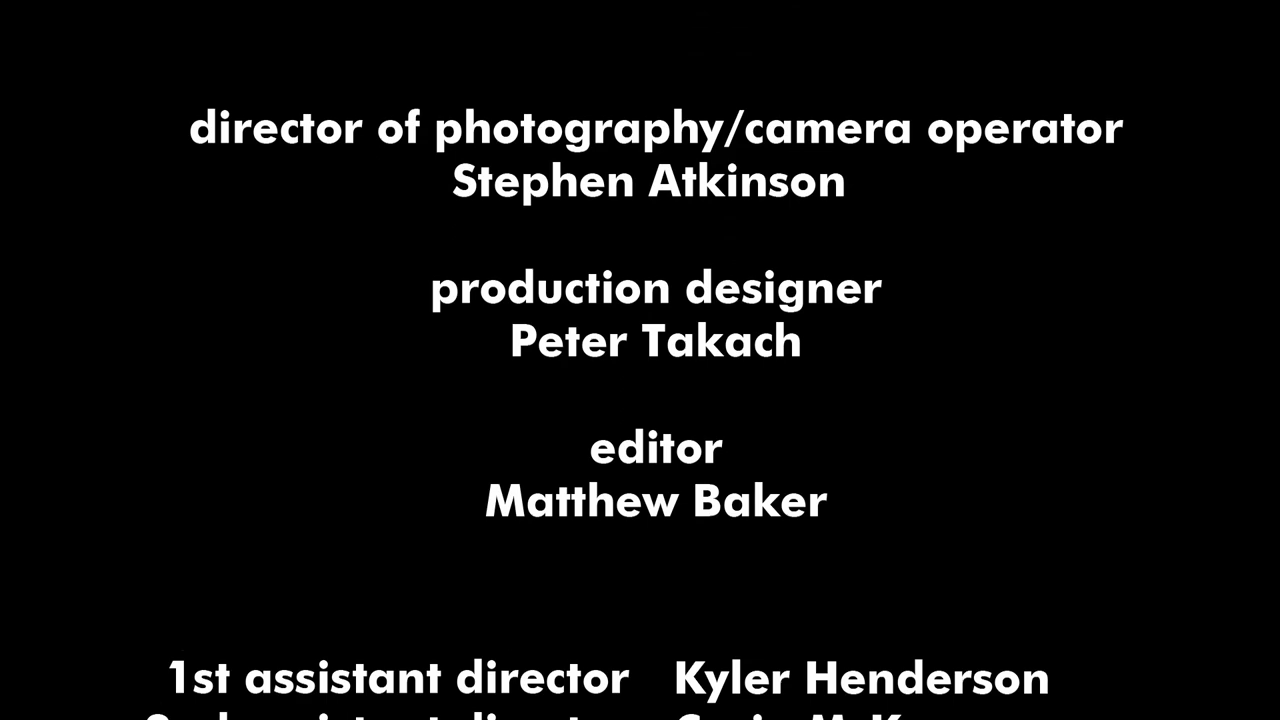 director of photography/camera operator
Stephen Atkinson
production designer
Peter Takach
editor
Matthew Baker
1st assistant director Kyler Henderson